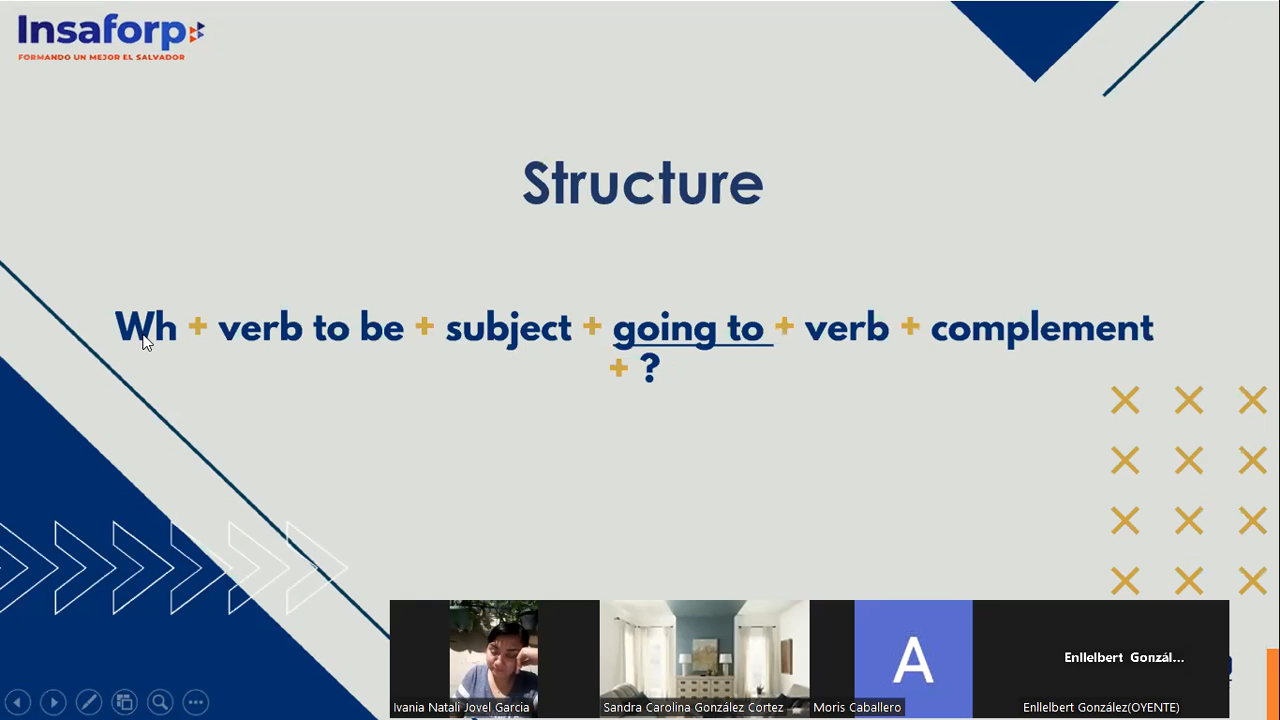 Insaforp
FORMANDO UN MEJOR EL SALVADOR
Structure
Wh + verb to be + subject + going to + verb + complement
+ ?
A
Enllelbert Gonzál...
Ivania Natali Jovel Garcia
Sandra Carolina González Cortez
Moris Caballero
Enllelbert González(OYENTE)